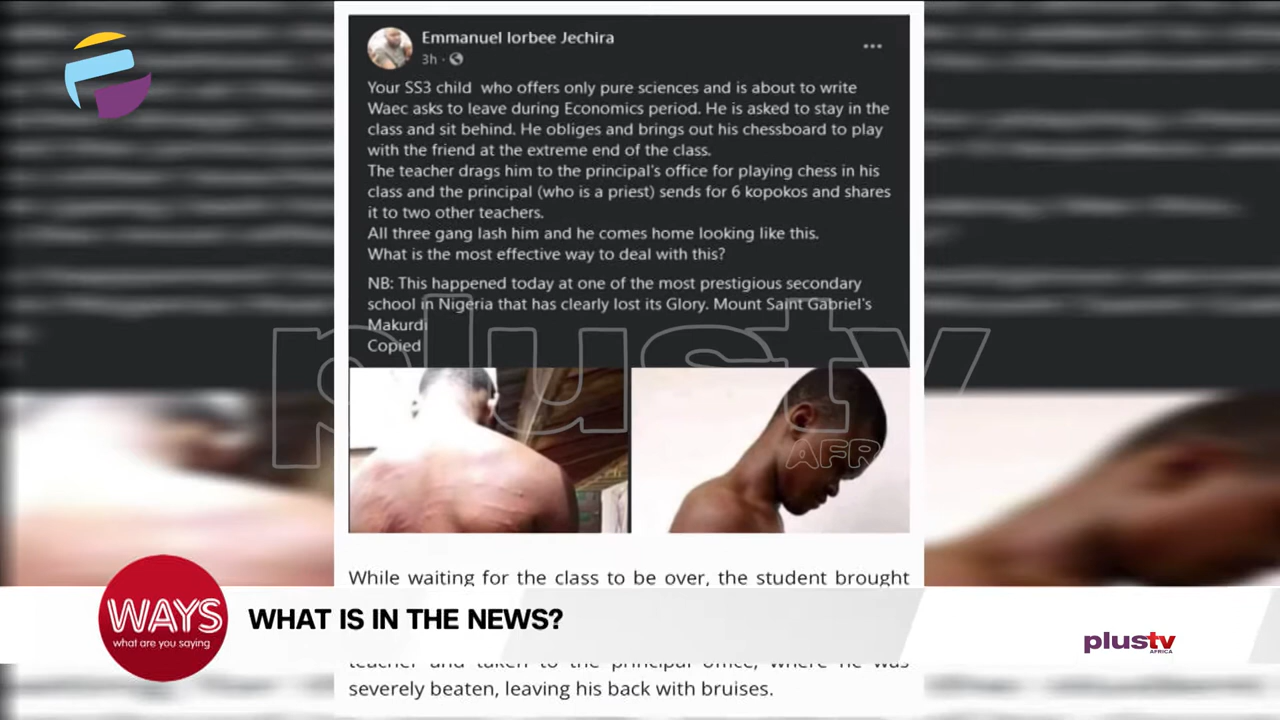 Emmanuel Iorbee Jechira
3h
Your SS3 child who offers only pure sciences and is about to write
Waec asks to leave during Economics period. He is asked to stay in the
class and sit behind. He obliges and brings out his chessboard to play
with the friend at the extreme end of the class.
The teacher drags him to the principal's office for playing chess in his
class and the principal (who is a priest) sends for 6 kopokos and shares
it to two other teachers.
All three gang lash him and he comes home looking like this.
What is the most effective way to deal with this?
NB: This happened today at one of the most prestigious secondary
school in Nigeria that has clearly lost its Glory. Mount Saint Gabriel's
Makurdi
Copied
plustv
AFR
While waiting for the class to be over, the student brought
WAYS
what are you saying
WHAT IS IN THE NEWS?
plustv
AFRICA
teacher and taken to the principal office, where he was
severely beaten, leaving his back with bruises.